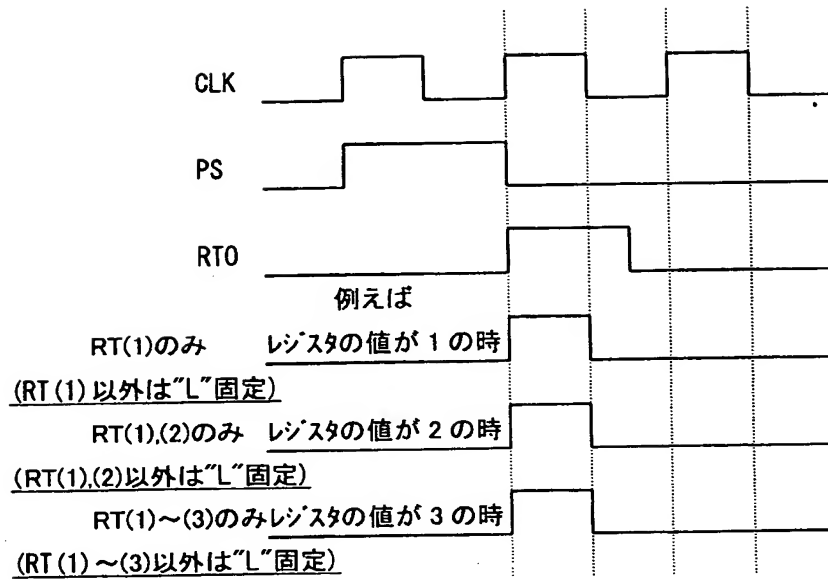 CLK
PS
RT0
例えば
RT(1)のみ レジスタの値が 1 の時
(RT(1)以外は"L"固定)
RT(1),(2)のみ レジスタの値が 2 の時
(RT(1),(2)以外は"L"固定)
RT(1)～(3)のみレジスタの値が 3 の時
(RT(1)～(3)以外は"L"固定)